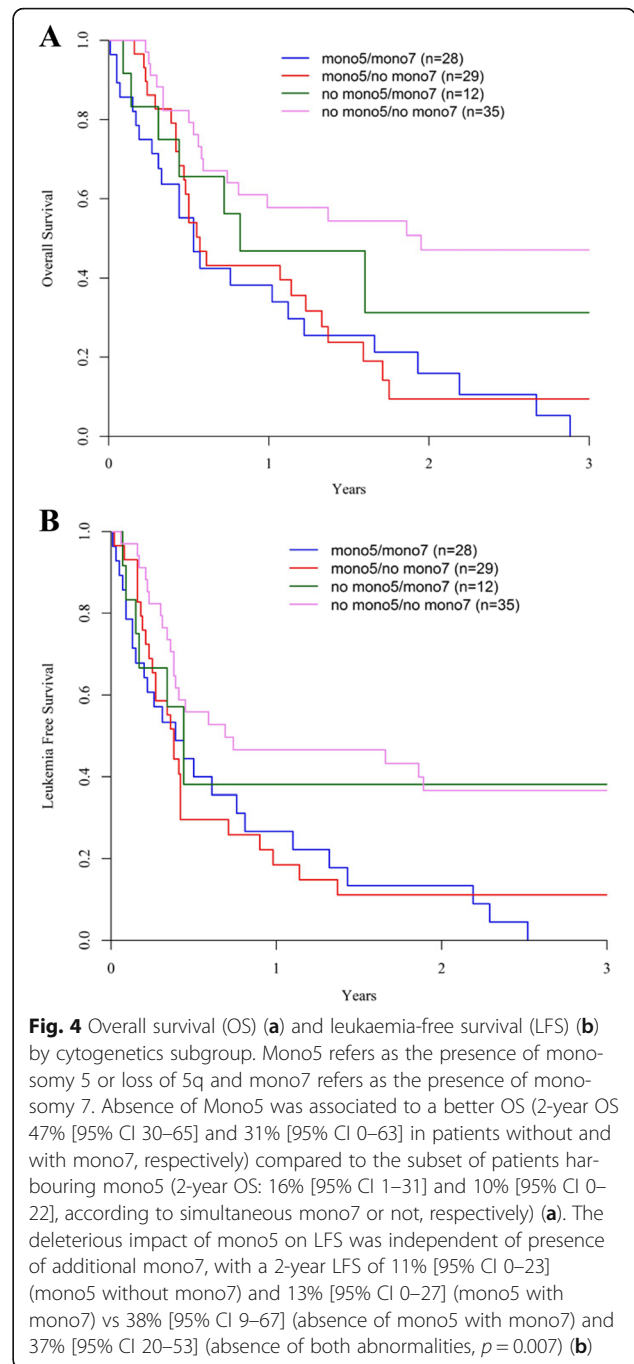 A
mono5/mono7 (n=28)
mono5/no mono7 (n=29)
no mono5/mono7 (n=12)
no mono5/no mono7 (n=35)
Overall Survival
1.0
0.8
0.6
0.4
0.2
0.0
0 1 2 3
Years
B
mono5/mono7 (n=28)
mono5/no mono7 (n=29)
no mono5/mono7 (n=12)
no mono5/no mono7 (n=35)
Leukemia Free Survival
1.0
0.8
0.6
0.4
0.2
0.0
0 1 2 3
Years
Fig. 4 Overall survival (OS) (a) and leukaemia-free survival (LFS) (b)
by cytogenetics subgroup. Mono5 refers as the presence of mono-
somy 5 or loss of 5q and mono7 refers as the presence of mono-
somy 7. Absence of Mono5 was associated to a better OS (2-year OS
47% [95% CI 30–65] and 31% [95% CI 0–63] in patients without and
with mono7, respectively) compared to the subset of patients har-
bouring mono5 (2-year OS: 16% [95% CI 1–31] and 10% [95% CI 0–
22], according to simultaneous mono7 or not, respectively) (a). The
deleterious impact of mono5 on LFS was independent of presence
of additional mono7, with a 2-year LFS of 11% [95% CI 0–23]
(mono5 without mono7) and 13% [95% CI 0–27] (mono5 with
mono7) vs 38% [95% CI 9–67] (absence of mono5 with mono7) and
37% [95% CI 20–53] (absence of both abnormalities, p = 0.007) (b)